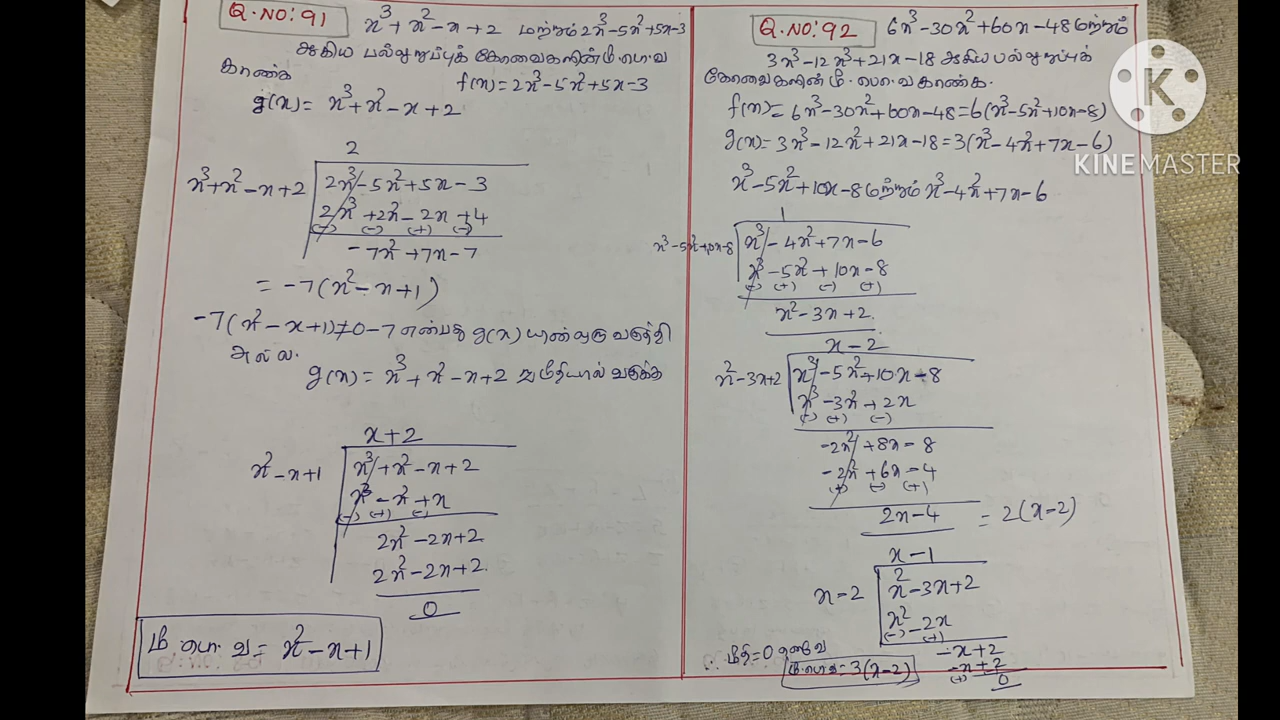 Q.NO: 91
x³+x²-x+2 மற்றும் 2x³-5x²+5x-3
ஆகிய பல்லுறுப்புக் கோவைகளின் மீ.பொ.வ
காண்க
f(x) = 2x³-5x²+5x-3
g(x) = x³+x²-x+2
2
x³+x²-x+2 2x³-5x²+5x-3
2x³+2x²-2x+4
(-) (-) (+) (-)
-7x²+7x-7
= -7(x²-x+1)
-7(x²-x+1)≠0 -7 என்பது g(x) யின் ஒரு வகுத்தி
அல்ல.
g(x) = x³+x²-x+2 ஐ மீதியால் வகுக்க
x+2
x²-x+1 x³+x²-x+2
x³-x²+x
(-) (+) (-)
2x²-2x+2
2x²-2x+2
0
மீ.பொ.வ = x²-x+1
Q.NO: 92
6x³-30x²+60x-48 மற்றும்
3x³-12x³+21x-18 ஆகிய பல்லுறுப்புக்
கோவைகளின் மீ.பொ.வ காண்க.
f(x) = 6x³-30x²+60x-48 = 6(x³-5x²+10x-8)
g(x) = 3x³-12x²+21x-18 = 3(x³-4x²+7x-6)
x³-5x²+10x-8 மற்றும் x³-4x²+7x-6
1
x³-5x²+10x-8 x³-4x²+7x-6
x³-5x²+10x-8
(-) (+) (-) (+)
x²-3x+2
x-2
x²-3x+2 x³-5x²+10x-8
x³-3x²+2x
(-) (+) (-)
-2x²+8x-8
-2x²+6x-4
(+) (-) (+)
2x-4 = 2(x-2)
x-1
x-2 x²-3x+2
x²-2x
(-) (+)
-x+2
-x+2
(+) (-)
0
∴ மீதி=0 எனவே
மீ.பொ.வ = 3(x-2)
K
KINEMASTER